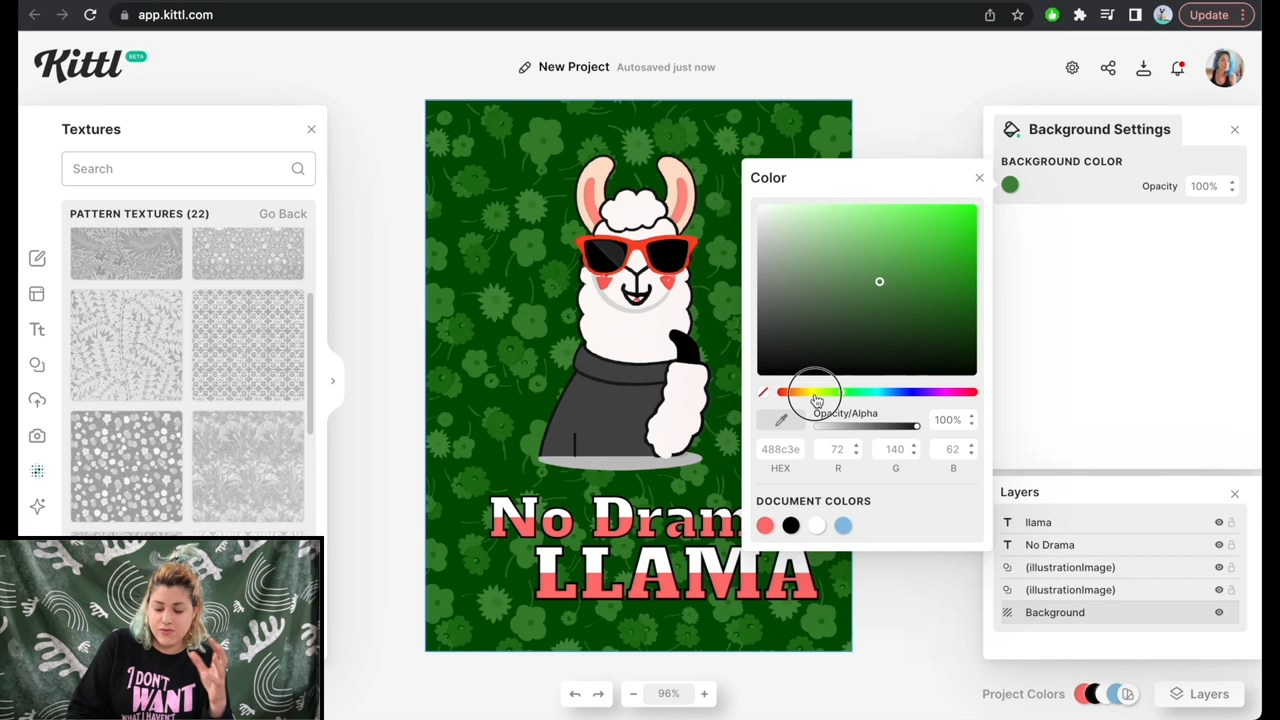 app.kittl.com
Update
Kittl
BETA
New Project Autosaved just now
Textures
Search
PATTERN TEXTURES (22) Go Back
Background Settings
BACKGROUND COLOR
Opacity 100%
Color
Opacity/Alpha
100%
488c3e 72 140 62
HEX R G B
DOCUMENT COLORS
No Dram
LLAMA
Layers
llama
No Drama
(illustrationImage)
(illustrationImage)
Background
Project Colors
Layers
96%
I DON'T
WANT
WHAT I HAVEN'T